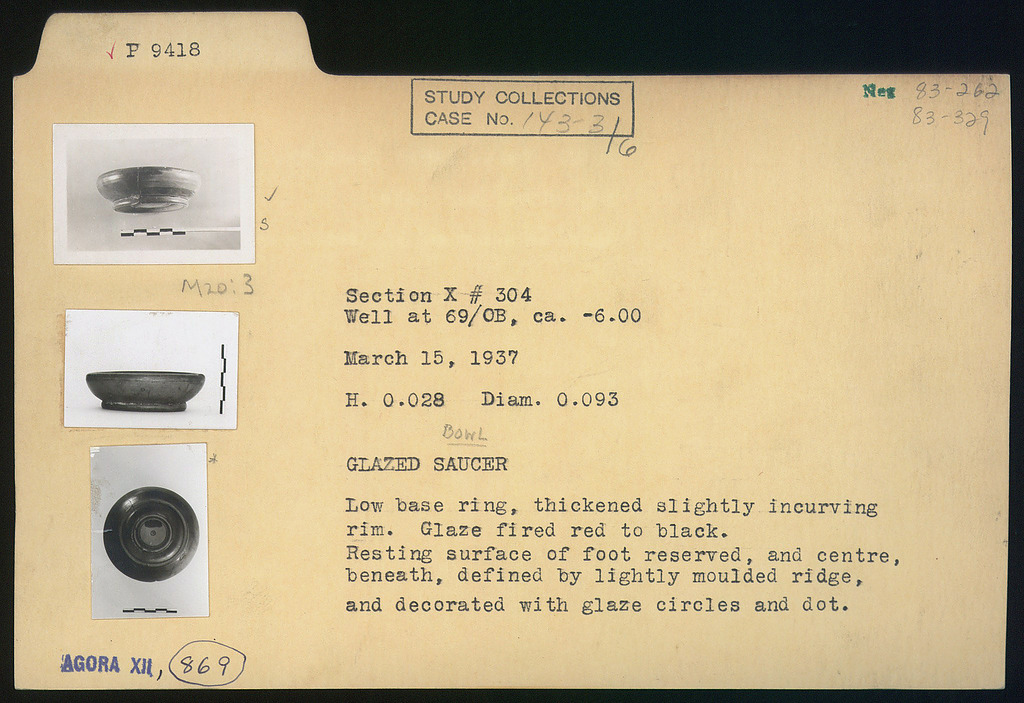 ✓ P 9418
STUDY COLLECTIONS
CASE No. 143-3/6
Neg 83-262
83-329
✓
S
M20:3
Section X # 304
Well at 69/OB, ca. -6.00
March 15, 1937
H. 0.028 Diam. 0.093
BOWL
GLAZED SAUCER
*
Low base ring, thickened slightly incurving
rim. Glaze fired red to black.
Resting surface of foot reserved, and centre,
beneath, defined by lightly moulded ridge,
and decorated with glaze circles and dot.
AGORA XII, 869